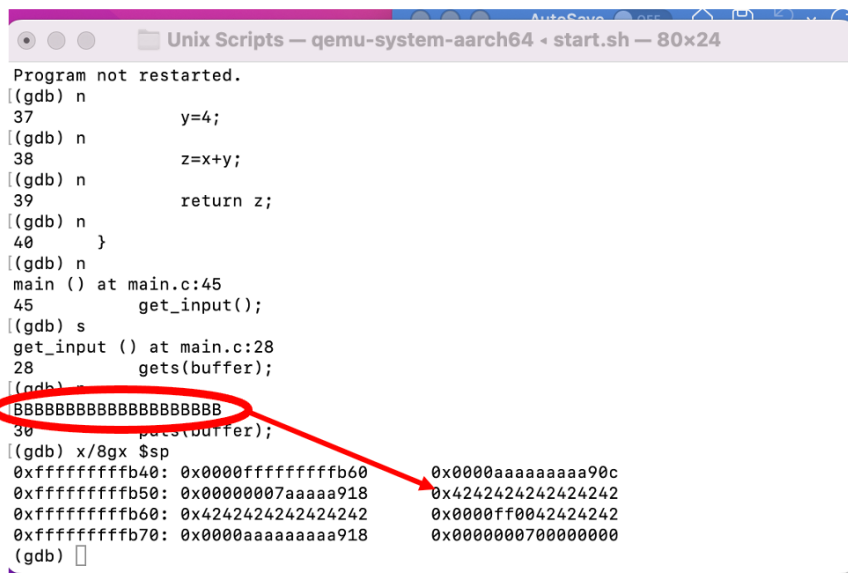 AutoSave OFF
Unix Scripts — qemu-system-aarch64 ◂ start.sh — 80×24
Program not restarted.
(gdb) n
37 y=4;
(gdb) n
38 z=x+y;
(gdb) n
39 return z;
(gdb) n
40 }
(gdb) n
main () at main.c:45
45 get_input();
(gdb) s
get_input () at main.c:28
28 gets(buffer);
(gdb) n
BBBBBBBBBBBBBBBBBBBB
30 puts(buffer);
(gdb) x/8gx $sp
0xfffffffffb40: 0x0000fffffffffb60 0x0000aaaaaaaaa90c
0xfffffffffb50: 0x00000007aaaaa918 0x4242424242424242
0xfffffffffb60: 0x4242424242424242 0x0000ff0042424242
0xfffffffffb70: 0x0000aaaaaaaaa918 0x0000000700000000
(gdb)